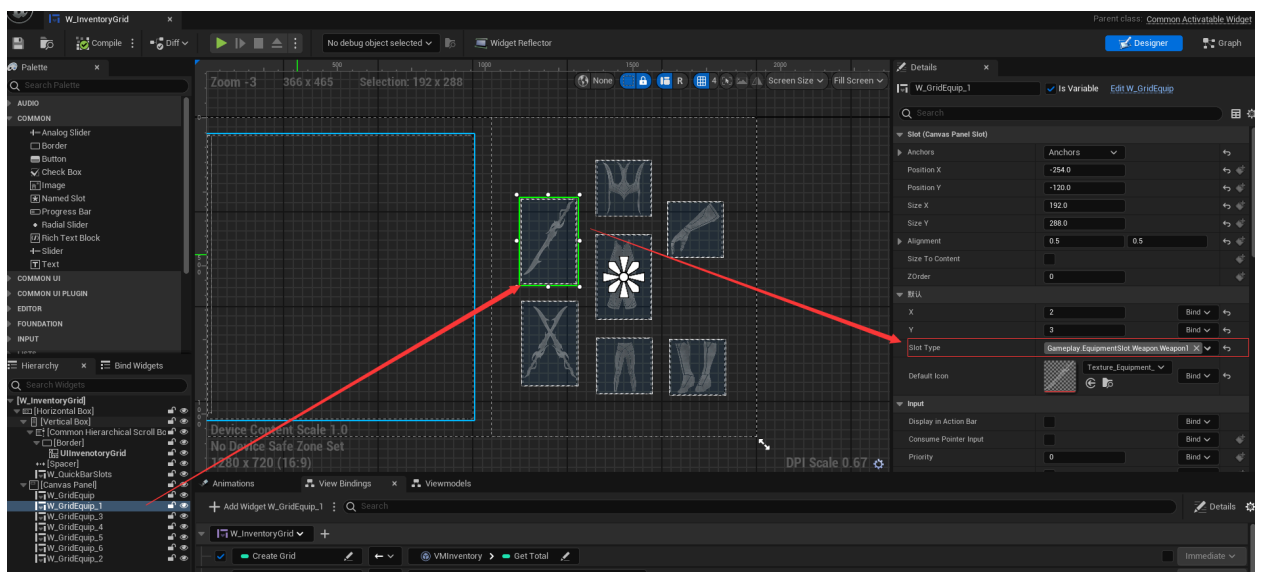 W_InventoryGrid ×
Parent class: Common Activatable Widget
Compile
Diff
No debug object selected
Widget Reflector
Designer
Graph
Palette ×
Search Palette
AUDIO
COMMON
Analog Slider
Border
Button
Check Box
Image
Named Slot
Progress Bar
Radial Slider
Rich Text Block
Slider
Text
COMMON UI
COMMON UI PLUGIN
EDITOR
FOUNDATION
INPUT
Hierarchy ×
Bind Widgets
Search Widgets
[W_InventoryGrid]
[Horizontal Box]
[Vertical Box]
[Common Hierarchical Scroll Bo
[Border]
UIInvenotoryGrid
[Spacer]
W_QuickBarSlots
[Canvas Panel]
W_GridEquip
W_GridEquip_1
W_GridEquip_3
W_GridEquip_4
W_GridEquip_5
W_GridEquip_6
W_GridEquip_2
500 1000 1500 2000
Zoom -3 366 x 465 Selection: 192 x 288
None R 4 Screen Size Fill Screen
Device Content Scale 1.0
No Device Safe Zone Set
1280 x 720 (16:9)
DPI Scale 0.67
Animations
View Bindings ×
Viewmodels
Add Widget W_GridEquip_1
Search
Details
W_InventoryGrid
Create Grid
VMInventory
Get Total
Immediate
Details ×
W_GridEquip_1
Is Variable
Edit W_GridEquip
Search
Slot (Canvas Panel Slot)
Anchors Anchors
Position X -254.0
Position Y -120.0
Size X 192.0
Size Y 288.0
Alignment 0.5 0.5
Size To Content
ZOrder 0
默认
X 2 Bind
Y 3 Bind
Slot Type Gameplay.EquipmentSlot.Weapon.Weapon1
Default Icon Texture_Equipment_ Bind
Input
Display in Action Bar Bind
Consume Pointer Input Bind
Priority 0 Bind